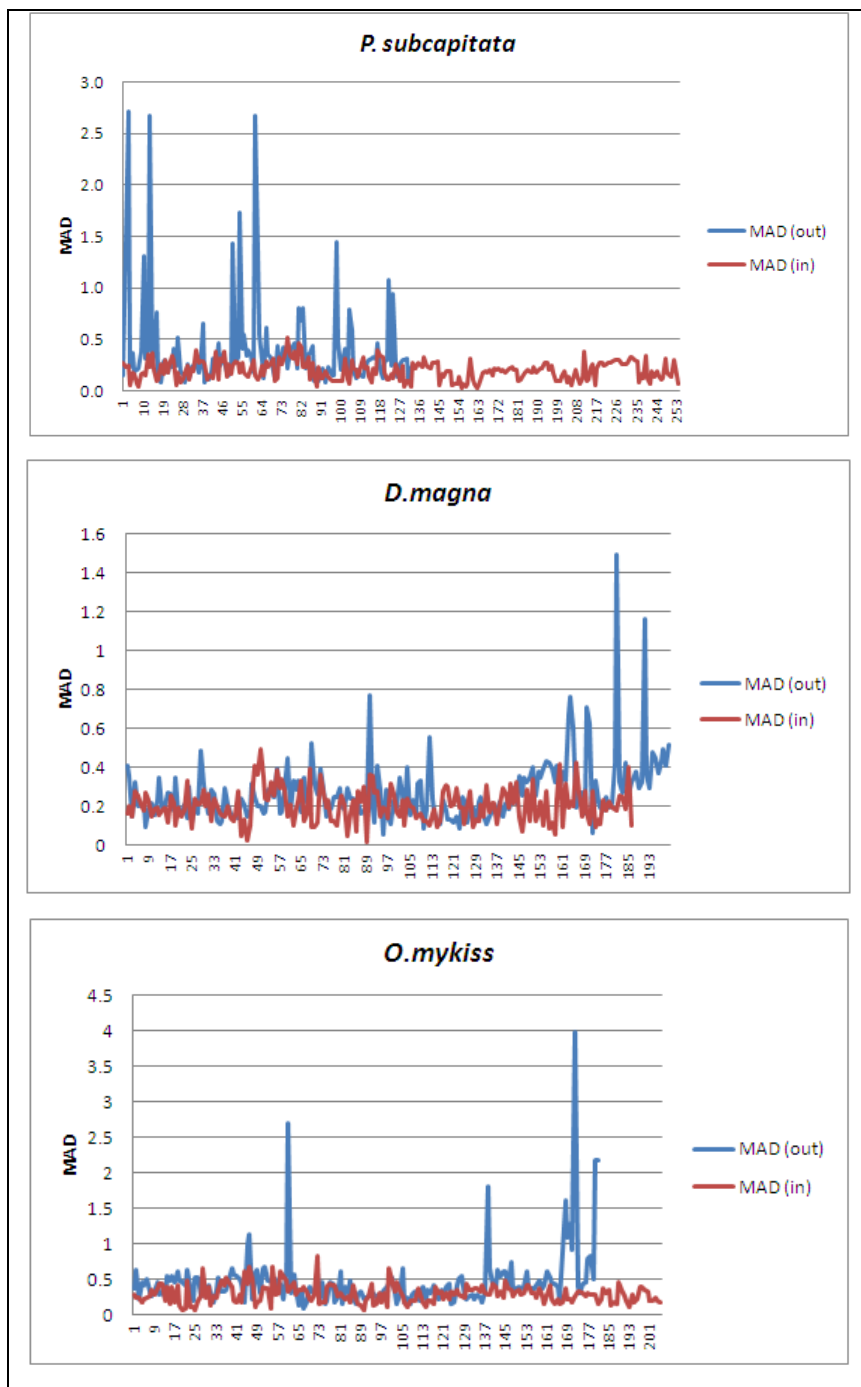 P. subcapitata
3.0
2.5
2.0
1.5
1.0
0.5
0.0
MAD
MAD (out)
MAD (in)
1 10 19 28 37 46 55 64 73 82 91 100 109 118 127 136 145 154 163 172 181 190 199 208 217 226 235 244 253
D.magna
1.6
1.4
1.2
1
0.8
0.6
0.4
0.2
0
MAD
MAD (out)
MAD (in)
1 9 17 25 33 41 49 57 65 73 81 89 97 105 113 121 129 137 145 153 161 169 177 185 193
O.mykiss
4.5
4
3.5
3
2.5
2
1.5
1
0.5
0
MAD
MAD (out)
MAD (in)
1 9 17 25 33 41 49 57 65 73 81 89 97 105 113 121 129 137 145 153 161 169 177 185 193 201